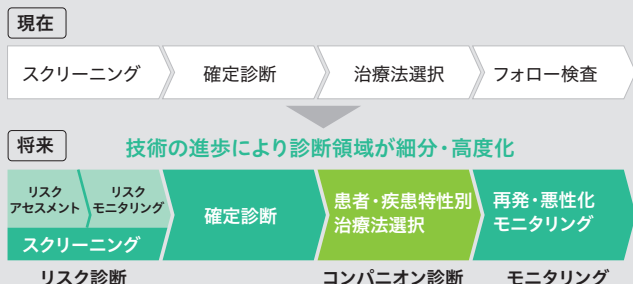 現在
スクリーニング
確定診断
治療法選択
フォロー検査
将来
技術の進歩により診断領域が細分・高度化
リスク
アセスメント
リスク
モニタリング
スクリーニング
確定診断
患者・疾患特性別
治療法選択
再発・悪性化
モニタリング
リスク診断
コンパニオン診断
モニタリング